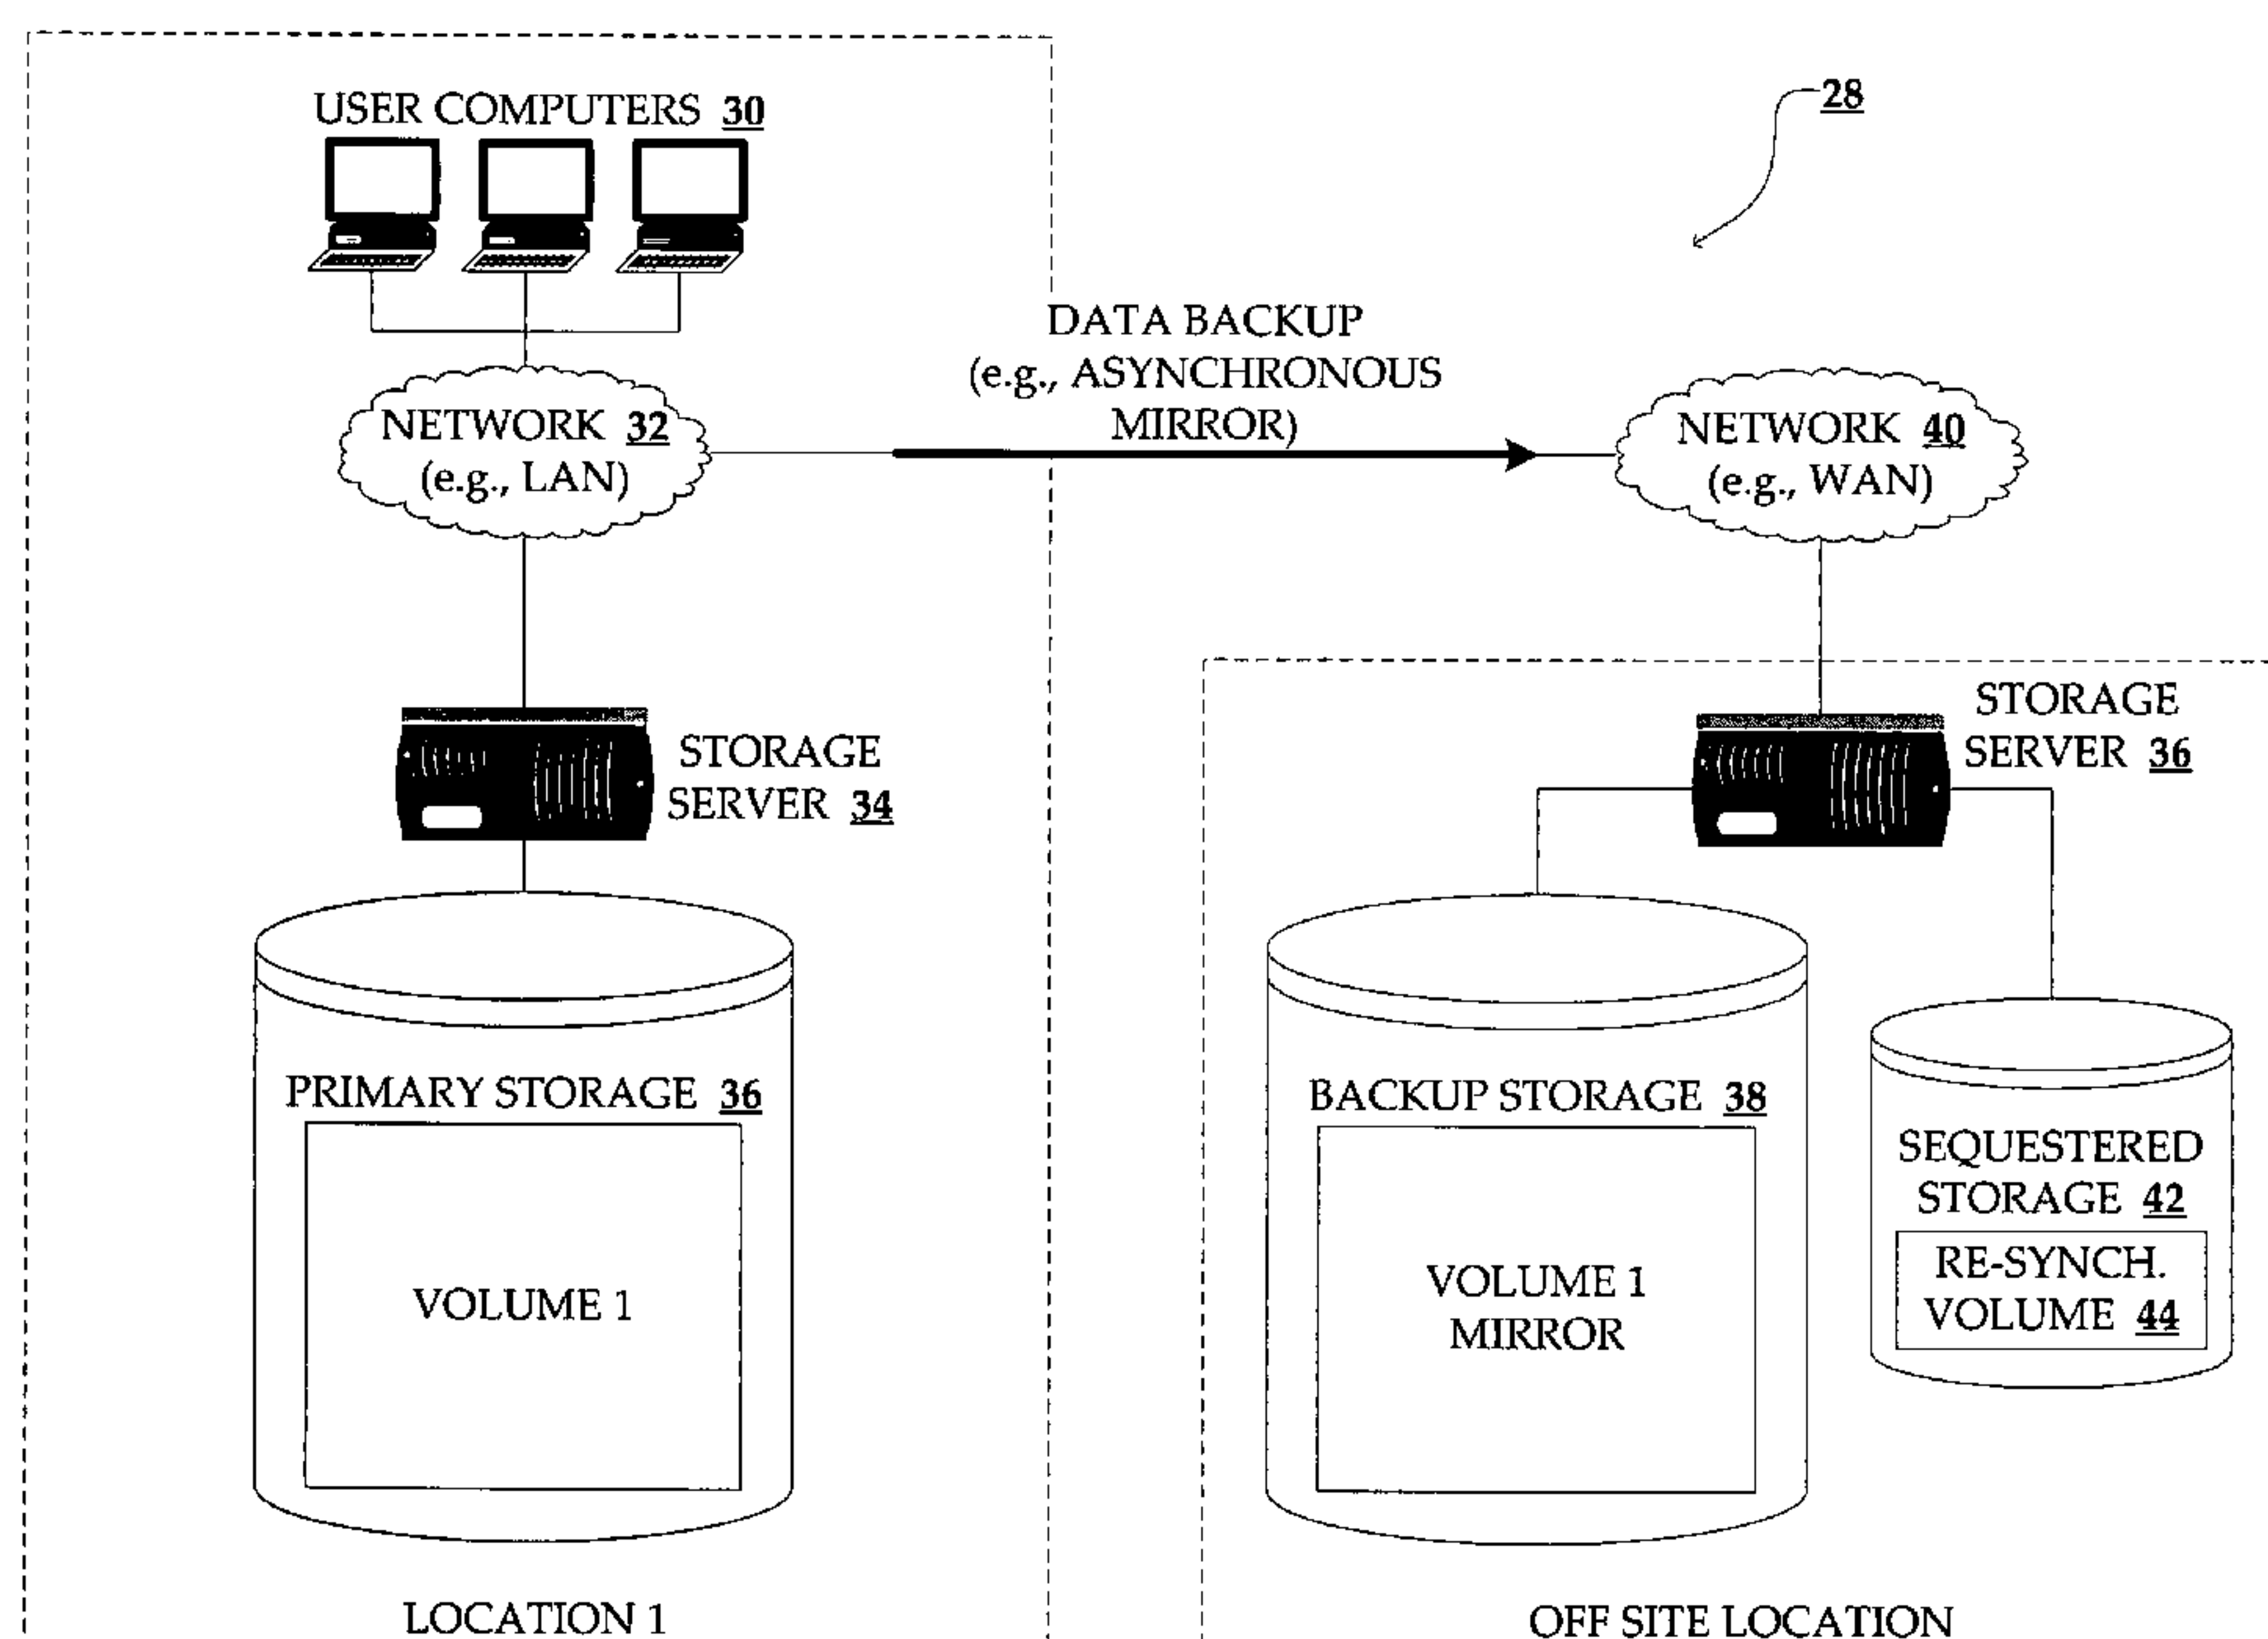 USER COMPUTERS 30
28
DATA BACKUP
(e.g., ASYNCHRONOUS
MIRROR)
NETWORK 32
(e.g., LAN)
NETWORK 40
(e.g., WAN)
STORAGE
SERVER 34
STORAGE
SERVER 36
PRIMARY STORAGE 36
VOLUME 1
BACKUP STORAGE 38
VOLUME 1
MIRROR
SEQUESTERED
STORAGE 42
RE-SYNCH.
VOLUME 44
LOCATION 1
OFF SITE LOCATION